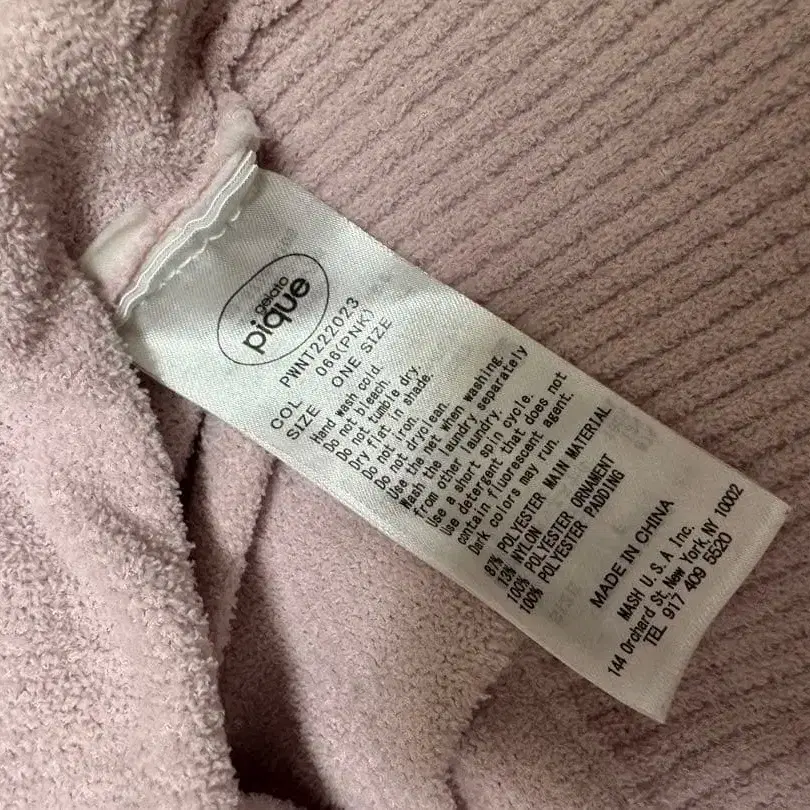 gelato
pique
PWNT222023
COL 066(PNK)
SIZE ONE SIZE
Hand wash cold.
Do not bleach.
Do not tumble dry.
Dry flat in shade.
Do not iron.
Do not dryclean.
Use the net when washing.
Wash the laundry separately
from other laundry.
Use a short spin cycle.
Use detergent that does not
contain fluorescent agent.
Dark colors may run.
87% POLYESTER MAIN MATERIAL
13% NYLON
100% POLYESTER ORNAMENT
100% POLYESTER PADDING
MADE IN CHINA
MASH U.S.A Inc.
144 Orchard St, New York, NY 10002
TEL 917 409 5520